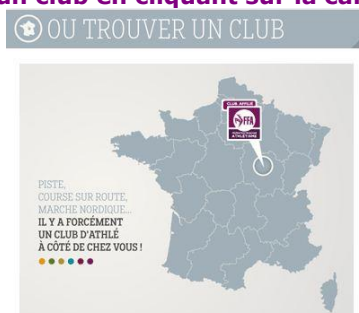 un club en cliquant sur la car
OU TROUVER UN CLUB
CLUB AFFILIÉ
FFA
PISTE,
COURSE SUR ROUTE,
MARCHE NORDIQUE...
IL Y A FORCÉMENT
UN CLUB D'ATHLÉ
À CÔTÉ DE CHEZ VOUS !